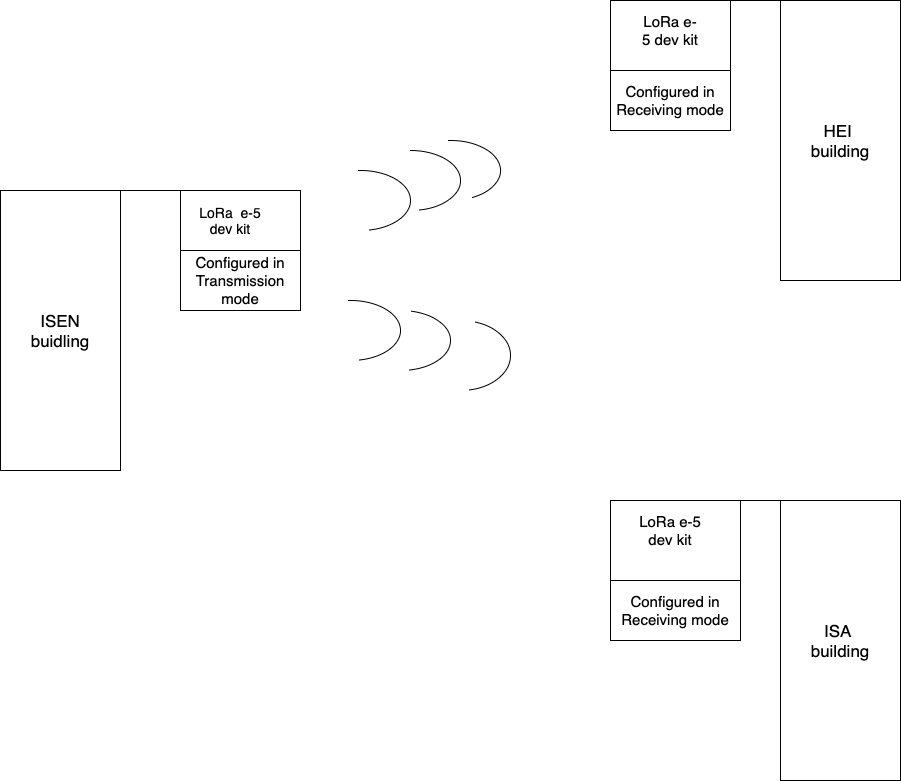 LoRa e-
5 dev kit
Configured in
Receiving mode
HEI
building
LoRa  e-5
dev kit
Configured in
Transmission
mode
ISEN
buidling
LoRa e-5
dev kit
Configured in
Receiving mode
ISA
building